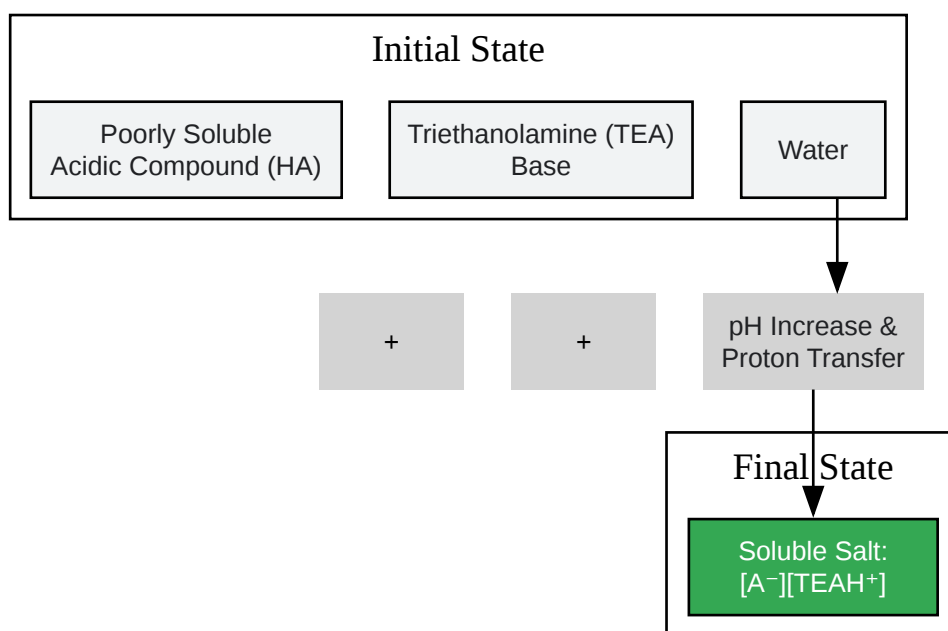 Initial State
Poorly Soluble
Acidic Compound (HA)
Triethanolamine (TEA)
Base
Water
+
+
pH Increase &
Proton Transfer
Final State
Soluble Salt:
[A⁻][TEAH⁺]